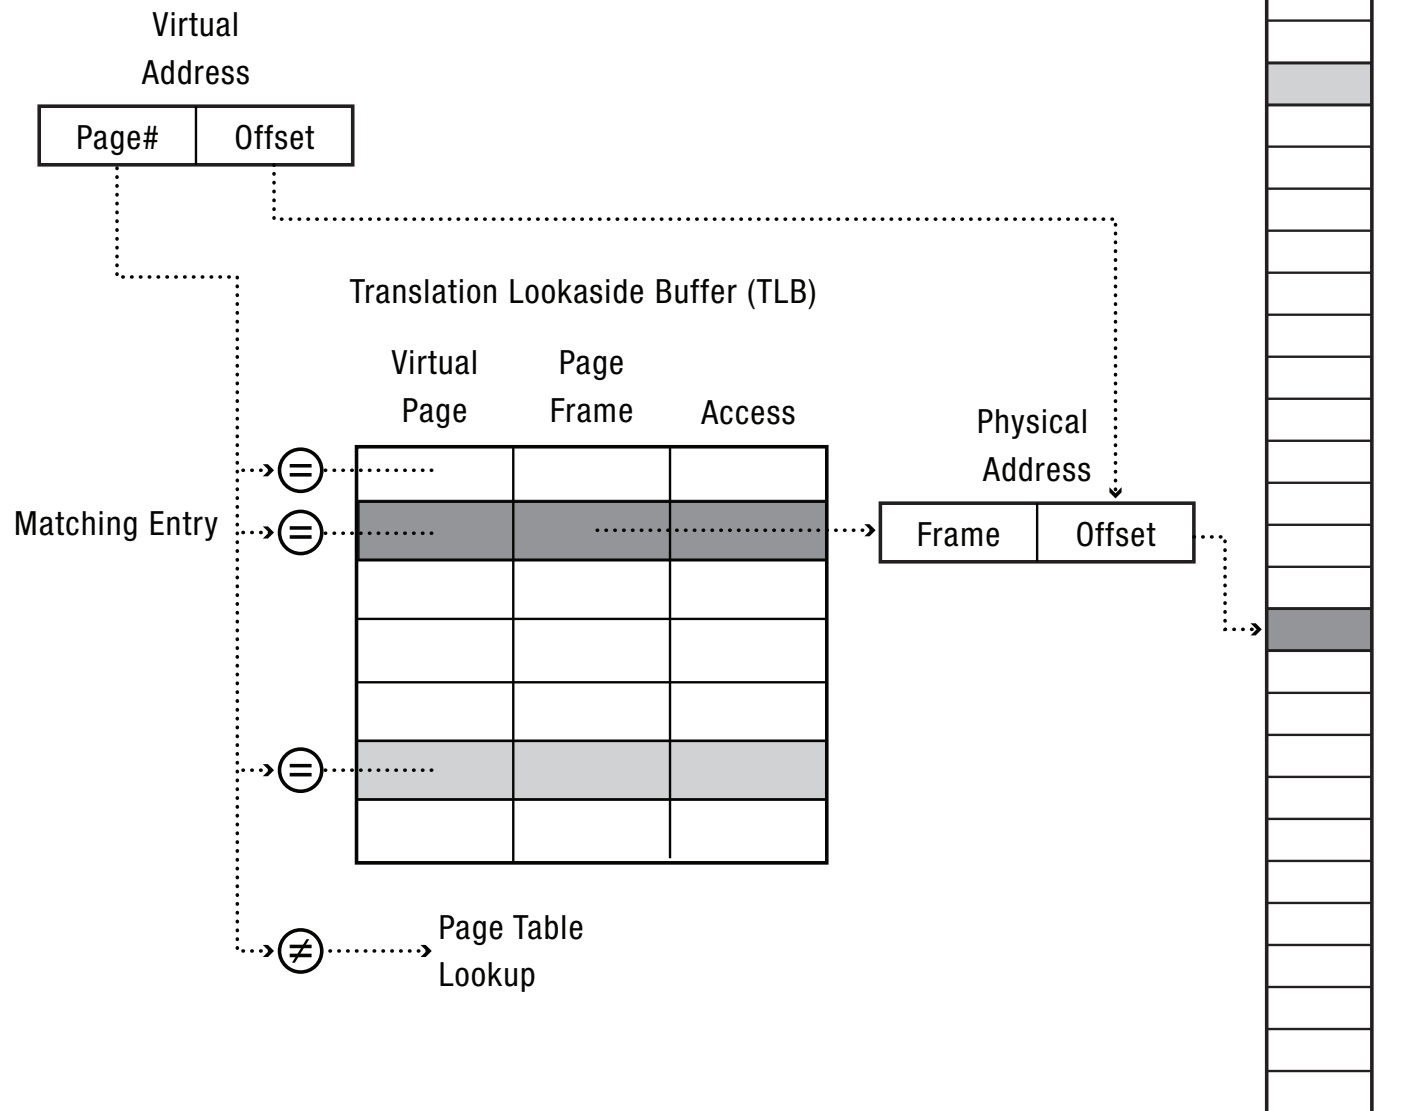 Virtual
Address
Page# Offset
Translation Lookaside Buffer (TLB)
Virtual
Page
Page
Frame
Access
Physical
Address
=
Matching Entry
=
Frame Offset
=
≠
Page Table
Lookup